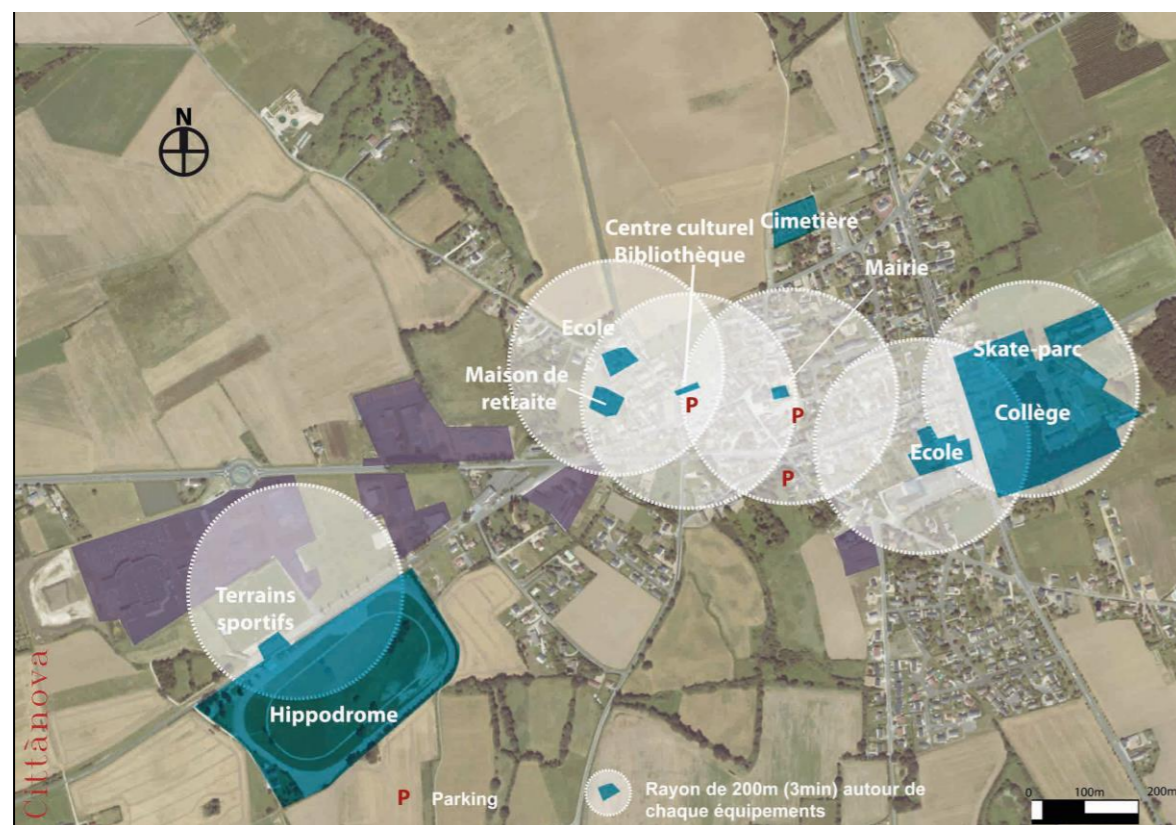 N
Centre culturel
Bibliothèque
Cimetière
Mairie
Ecole
Maison de
retraite
P
P
P
Skate-parc
Collège
Ecole
Terrains
sportifs
Hippodrome
Cittànova
P Parking
Rayon de 200m (3min) autour de
chaque équipements
0 100m 200m